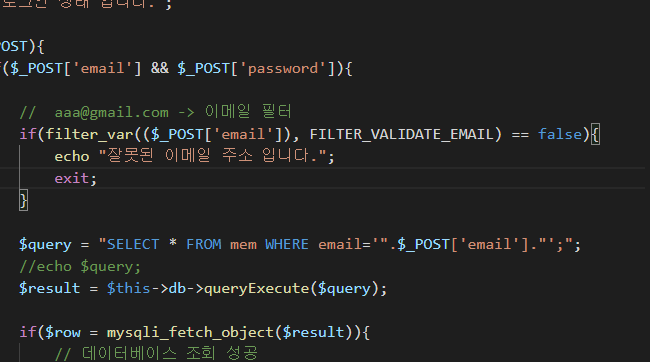 로그인 상태 입니다.";
POST){
($_POST['email'] && $_POST['password']){
// aaa@gmail.com -> 이메일 필터
if(filter_var(($_POST['email']), FILTER_VALIDATE_EMAIL) == false){
echo "잘못된 이메일 주소 입니다.";
exit;
}
$query = "SELECT * FROM mem WHERE email='".$_POST['email']."';";
//echo $query;
$result = $this->db->queryExecute($query);
if($row = mysqli_fetch_object($result)){
// 데이터베이스 조회 성공